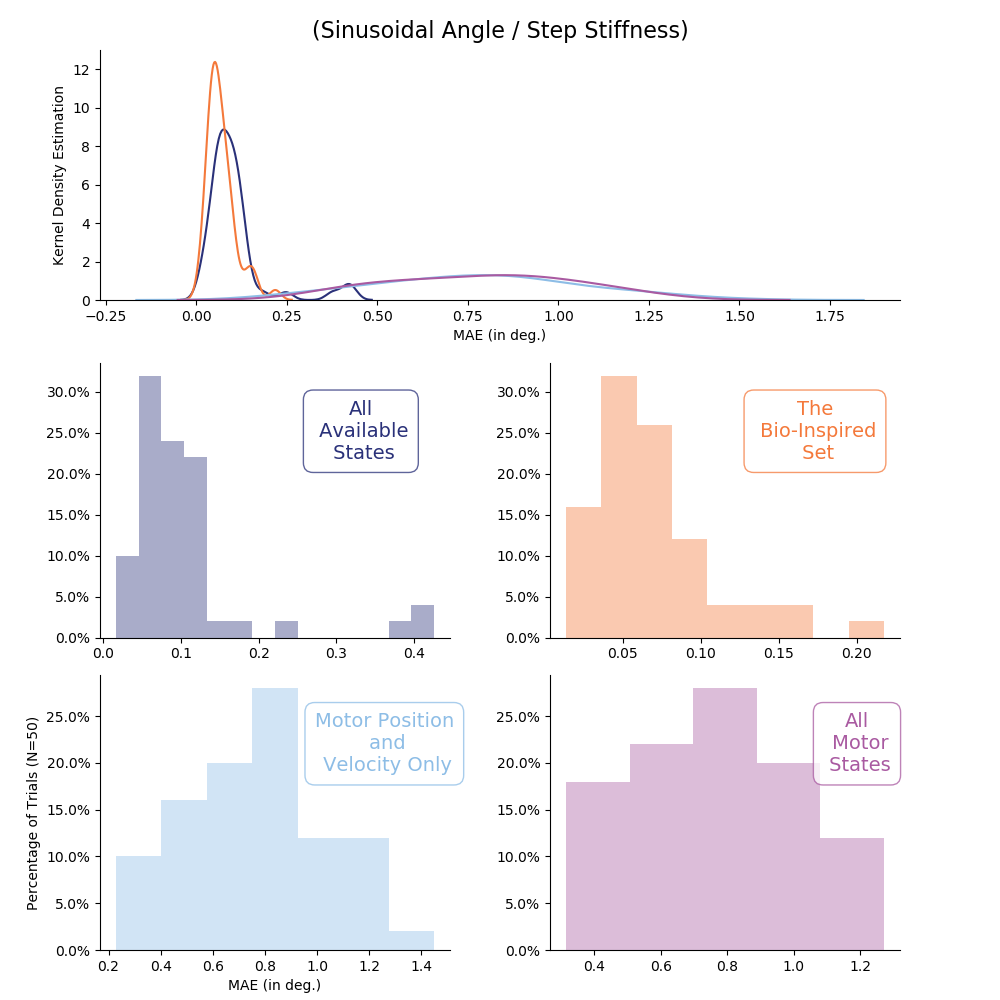 (Sinusoidal Angle / Step Stiffness)
Kernel Density Estimation
12
10
8
6
4
2
0
−0.25 0.00 0.25 0.50 0.75 1.00 1.25 1.50 1.75
MAE (in deg.)
30.0%
25.0%
20.0%
15.0%
10.0%
5.0%
0.0%
0.0 0.1 0.2 0.3 0.4
All
Available
States
30.0%
25.0%
20.0%
15.0%
10.0%
5.0%
0.0%
0.05 0.10 0.15 0.20
The
Bio-Inspired
Set
Percentage of Trials (N=50)
25.0%
20.0%
15.0%
10.0%
5.0%
0.0%
0.2 0.4 0.6 0.8 1.0 1.2 1.4
MAE (in deg.)
Motor Position
and
Velocity Only
25.0%
20.0%
15.0%
10.0%
5.0%
0.0%
0.4 0.6 0.8 1.0 1.2
All
Motor
States